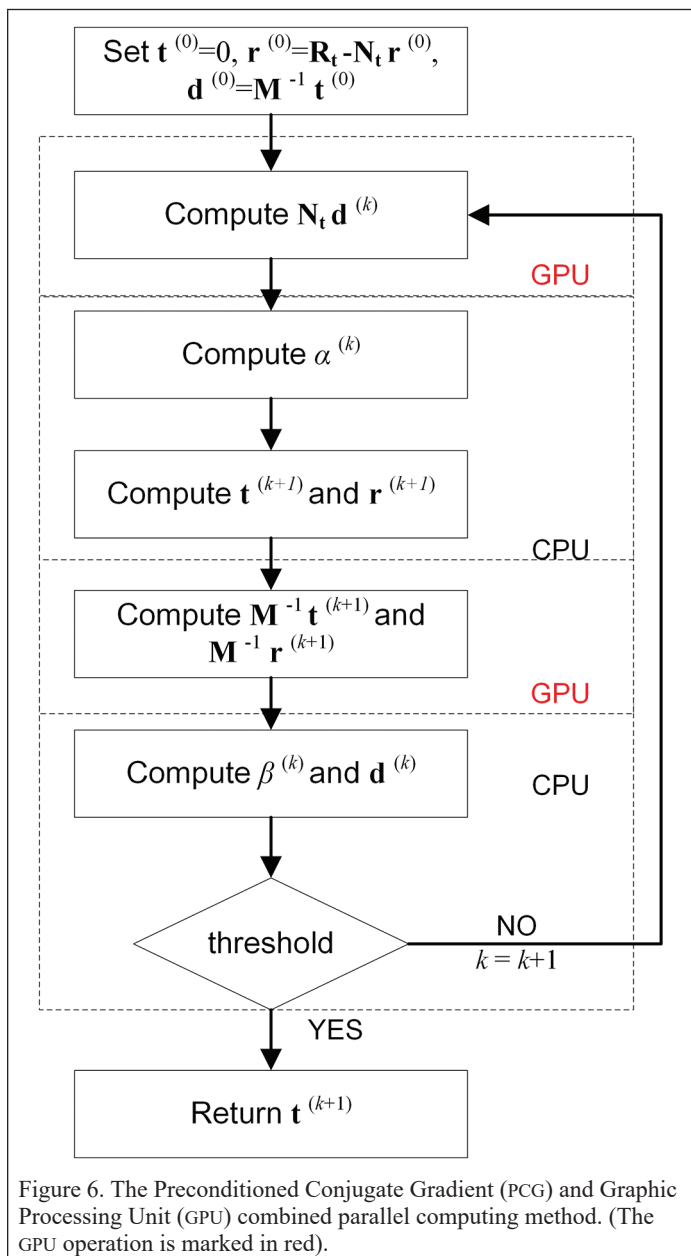 Set t (0)=0, r (0)=Rt-Nt r (0),
d (0)=M -1 t (0)
Compute Nt d (k)
GPU
Compute α (k)
Compute t (k+1) and r (k+1)
CPU
Compute M -1 t (k+1) and
M -1 r (k+1)
GPU
Compute β (k) and d (k)
CPU
threshold
NO
k = k+1
YES
Return t (k+1)
Figure 6. The Preconditioned Conjugate Gradient (PCG) and Graphic
Processing Unit (GPU) combined parallel computing method. (The
GPU operation is marked in red).